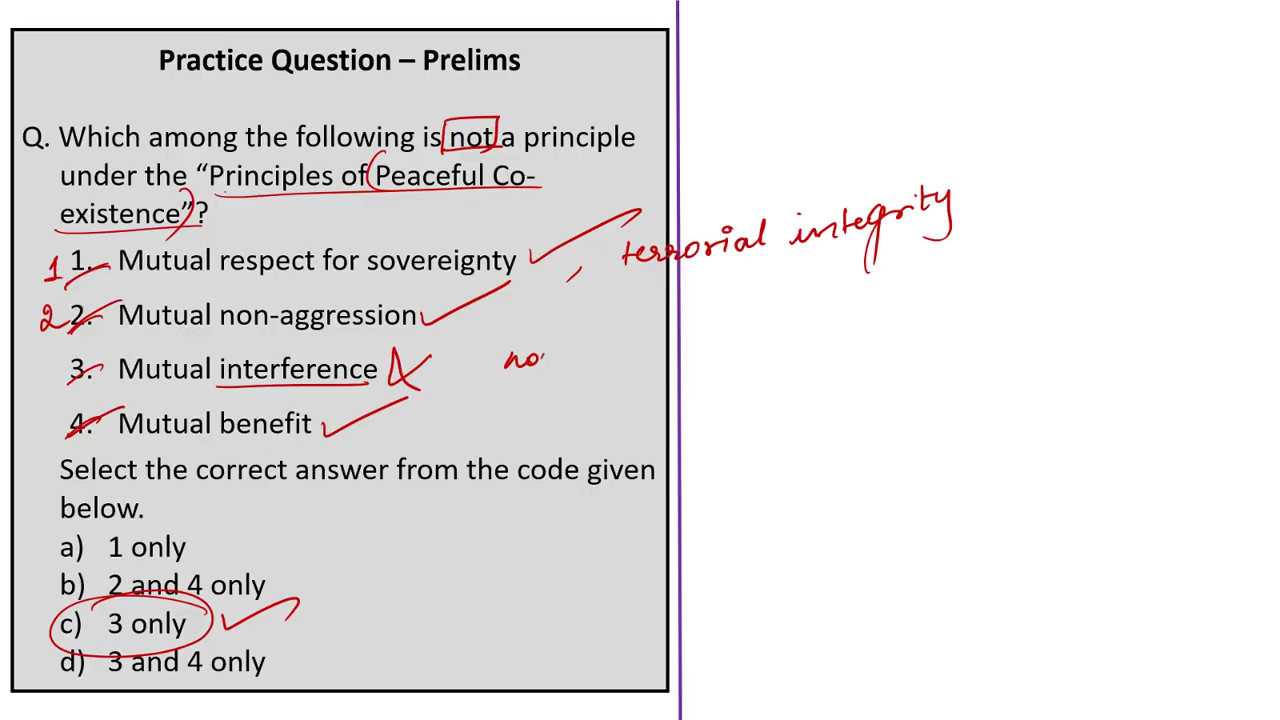 Practice Question – Prelims
Q. Which among the following is not a principle
under the “Principles of Peaceful Co-
existence”?
1 1. Mutual respect for sovereignty , terrorial integrity
2 2. Mutual non-aggression
3. Mutual interference no
4. Mutual benefit
Select the correct answer from the code given
below.
a) 1 only
b) 2 and 4 only
c) 3 only
d) 3 and 4 only